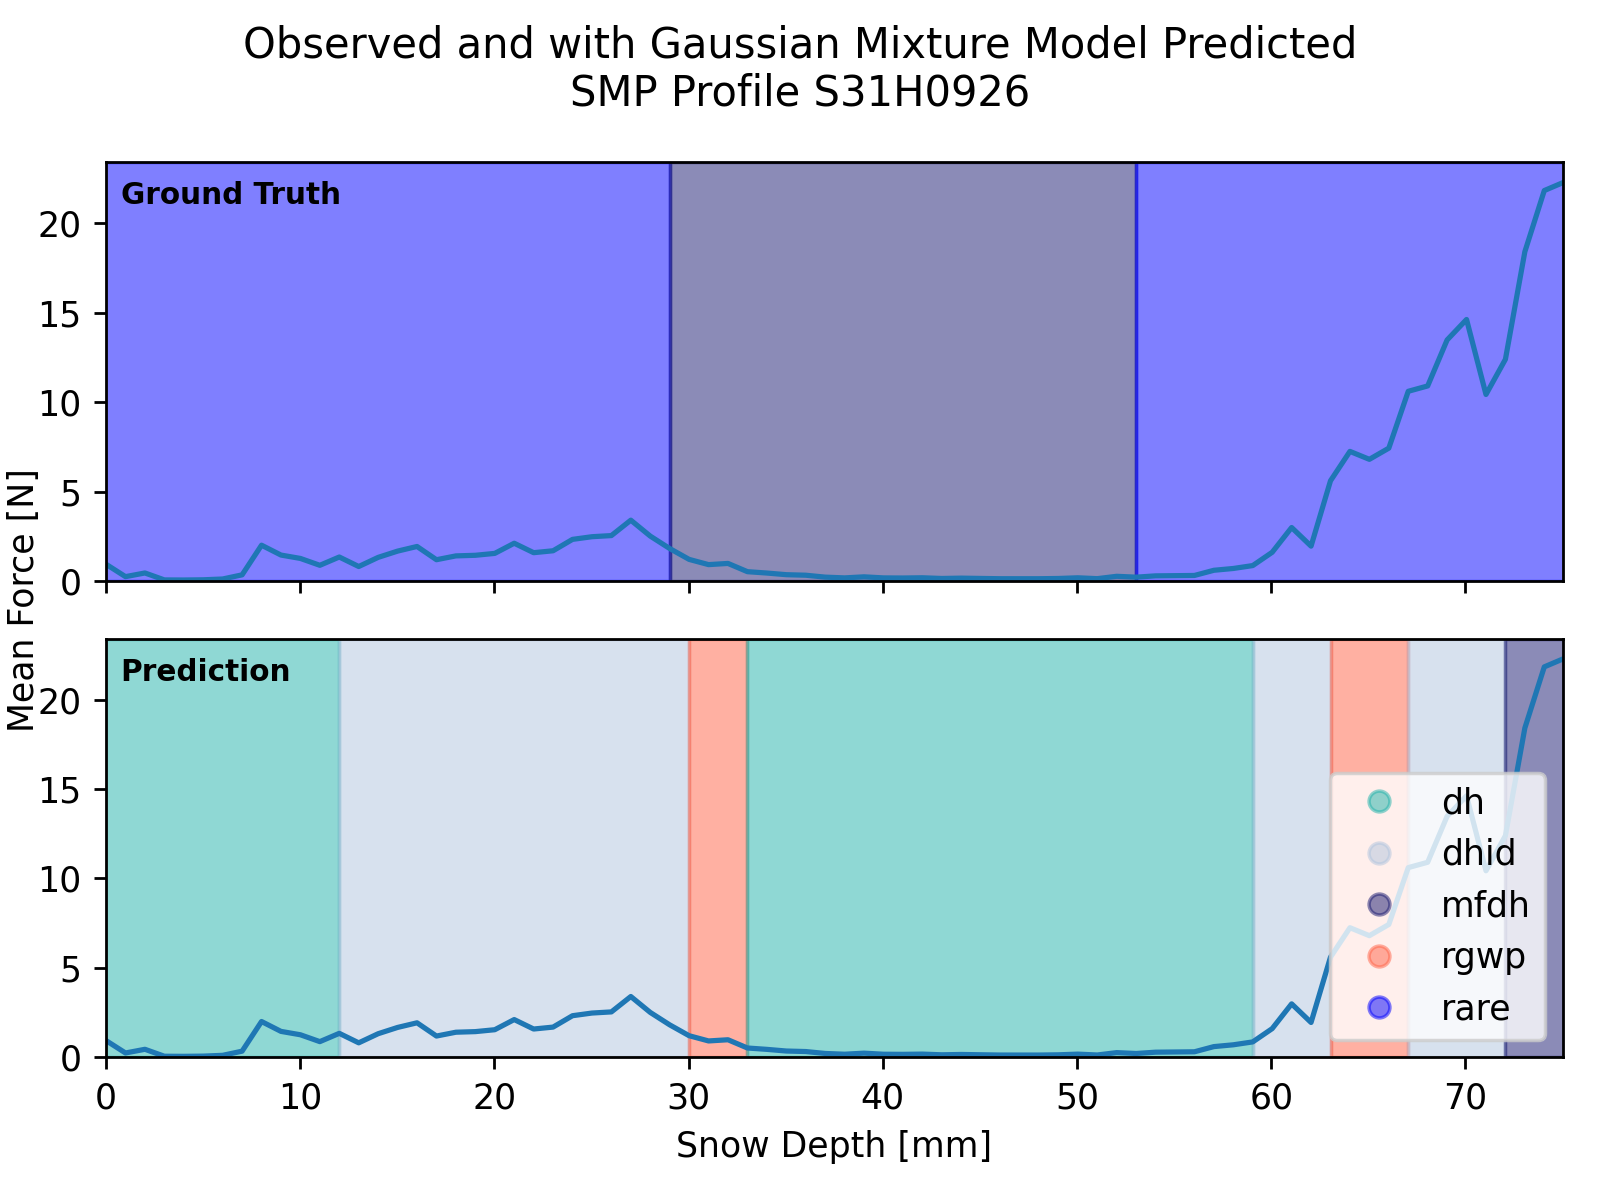 Observed and with Gaussian Mixture Model Predicted
SMP Profile S31H0926
Ground Truth
20
15
10
5
0
Mean Force [N]
Prediction
20
15
10
5
0
dh
dhid
mfdh
rgwp
rare
0 10 20 30 40 50 60 70
Snow Depth [mm]